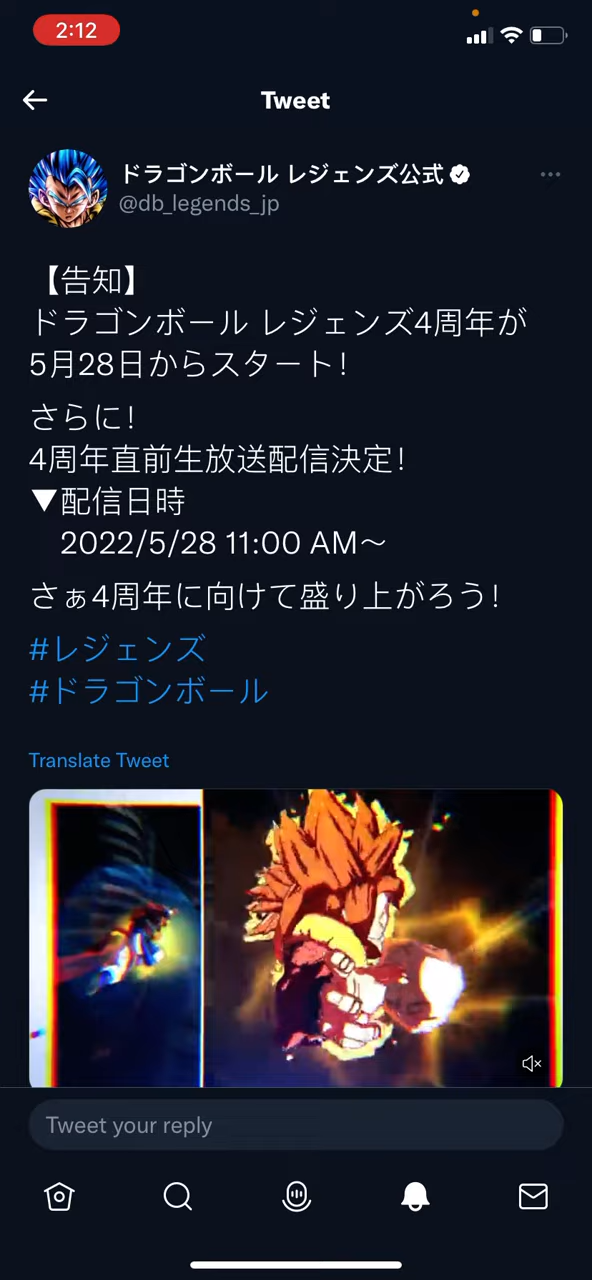 2:12
Tweet
ドラゴンボール レジェンズ公式
@db_legends_jp
【告知】
ドラゴンボール レジェンズ4周年が
5月28日からスタート!
さらに!
4周年直前生放送配信決定!
▼配信日時
2022/5/28 11:00 AM〜
さぁ4周年に向けて盛り上がろう!
#レジェンズ
#ドラゴンボール
Translate Tweet
Tweet your reply